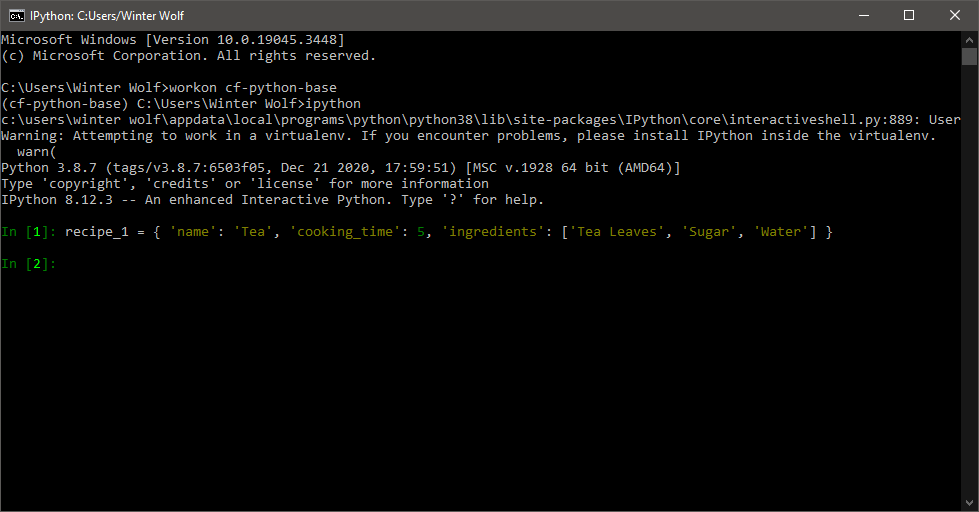 IPython: C:Users/Winter Wolf
Microsoft Windows [Version 10.0.19045.3448]
(c) Microsoft Corporation. All rights reserved.
C:\Users\Winter Wolf>workon cf-python-base
(cf-python-base) C:\Users\Winter Wolf>ipython
c:\users\winter wolf\appdata\local\programs\python\python38\lib\site-packages\IPython\core\interactiveshell.py:889: User
Warning: Attempting to work in a virtualenv. If you encounter problems, please install IPython inside the virtualenv.
  warn(
Python 3.8.7 (tags/v3.8.7:6503f05, Dec 21 2020, 17:59:51) [MSC v.1928 64 bit (AMD64)]
Type 'copyright', 'credits' or 'license' for more information
IPython 8.12.3 -- An enhanced Interactive Python. Type '?' for help.
In [1]: recipe_1 = { 'name': 'Tea', 'cooking_time': 5, 'ingredients': ['Tea Leaves', 'Sugar', 'Water'] }
In [2]: